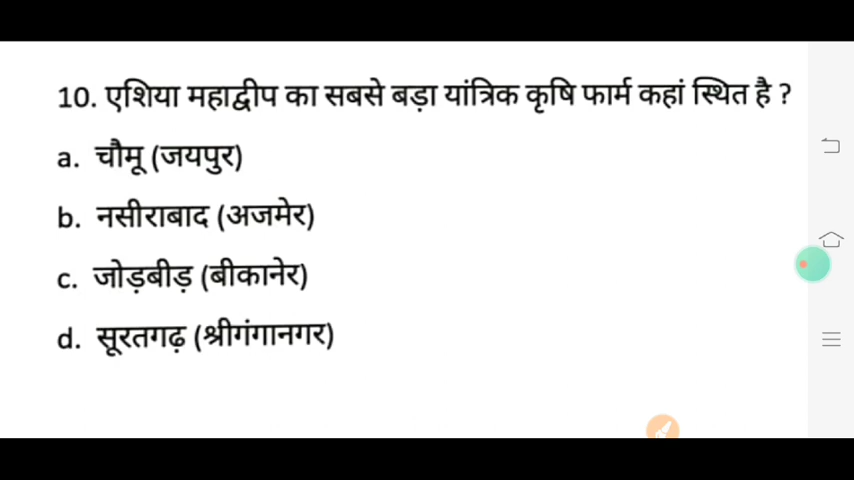 10. एशिया महाद्वीप का सबसे बड़ा यांत्रिक कृषि फार्म कहां स्थित है ?
a. चौमू (जयपुर)
b. नसीराबाद (अजमेर)
c. जोड़बीड़ (बीकानेर)
d. सूरतगढ़ (श्रीगंगानगर)